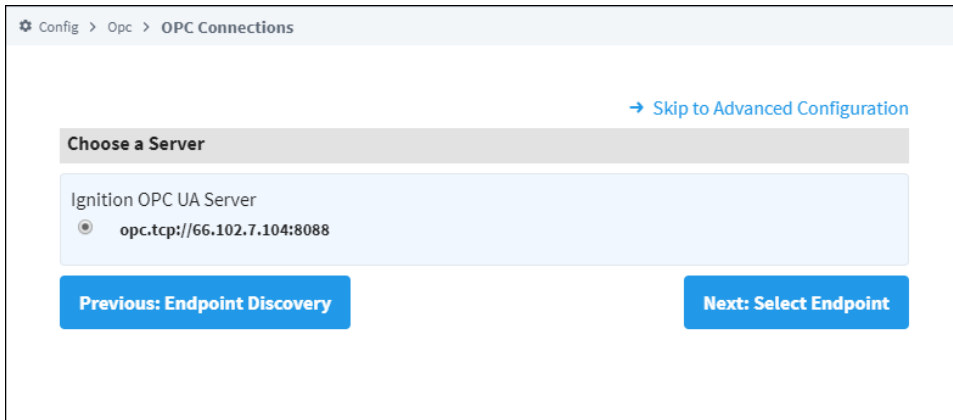 Config > Opc > OPC Connections
→ Skip to Advanced Configuration
Choose a Server
Ignition OPC UA Server
opc.tcp://66.102.7.104:8088
Previous: Endpoint Discovery
Next: Select Endpoint